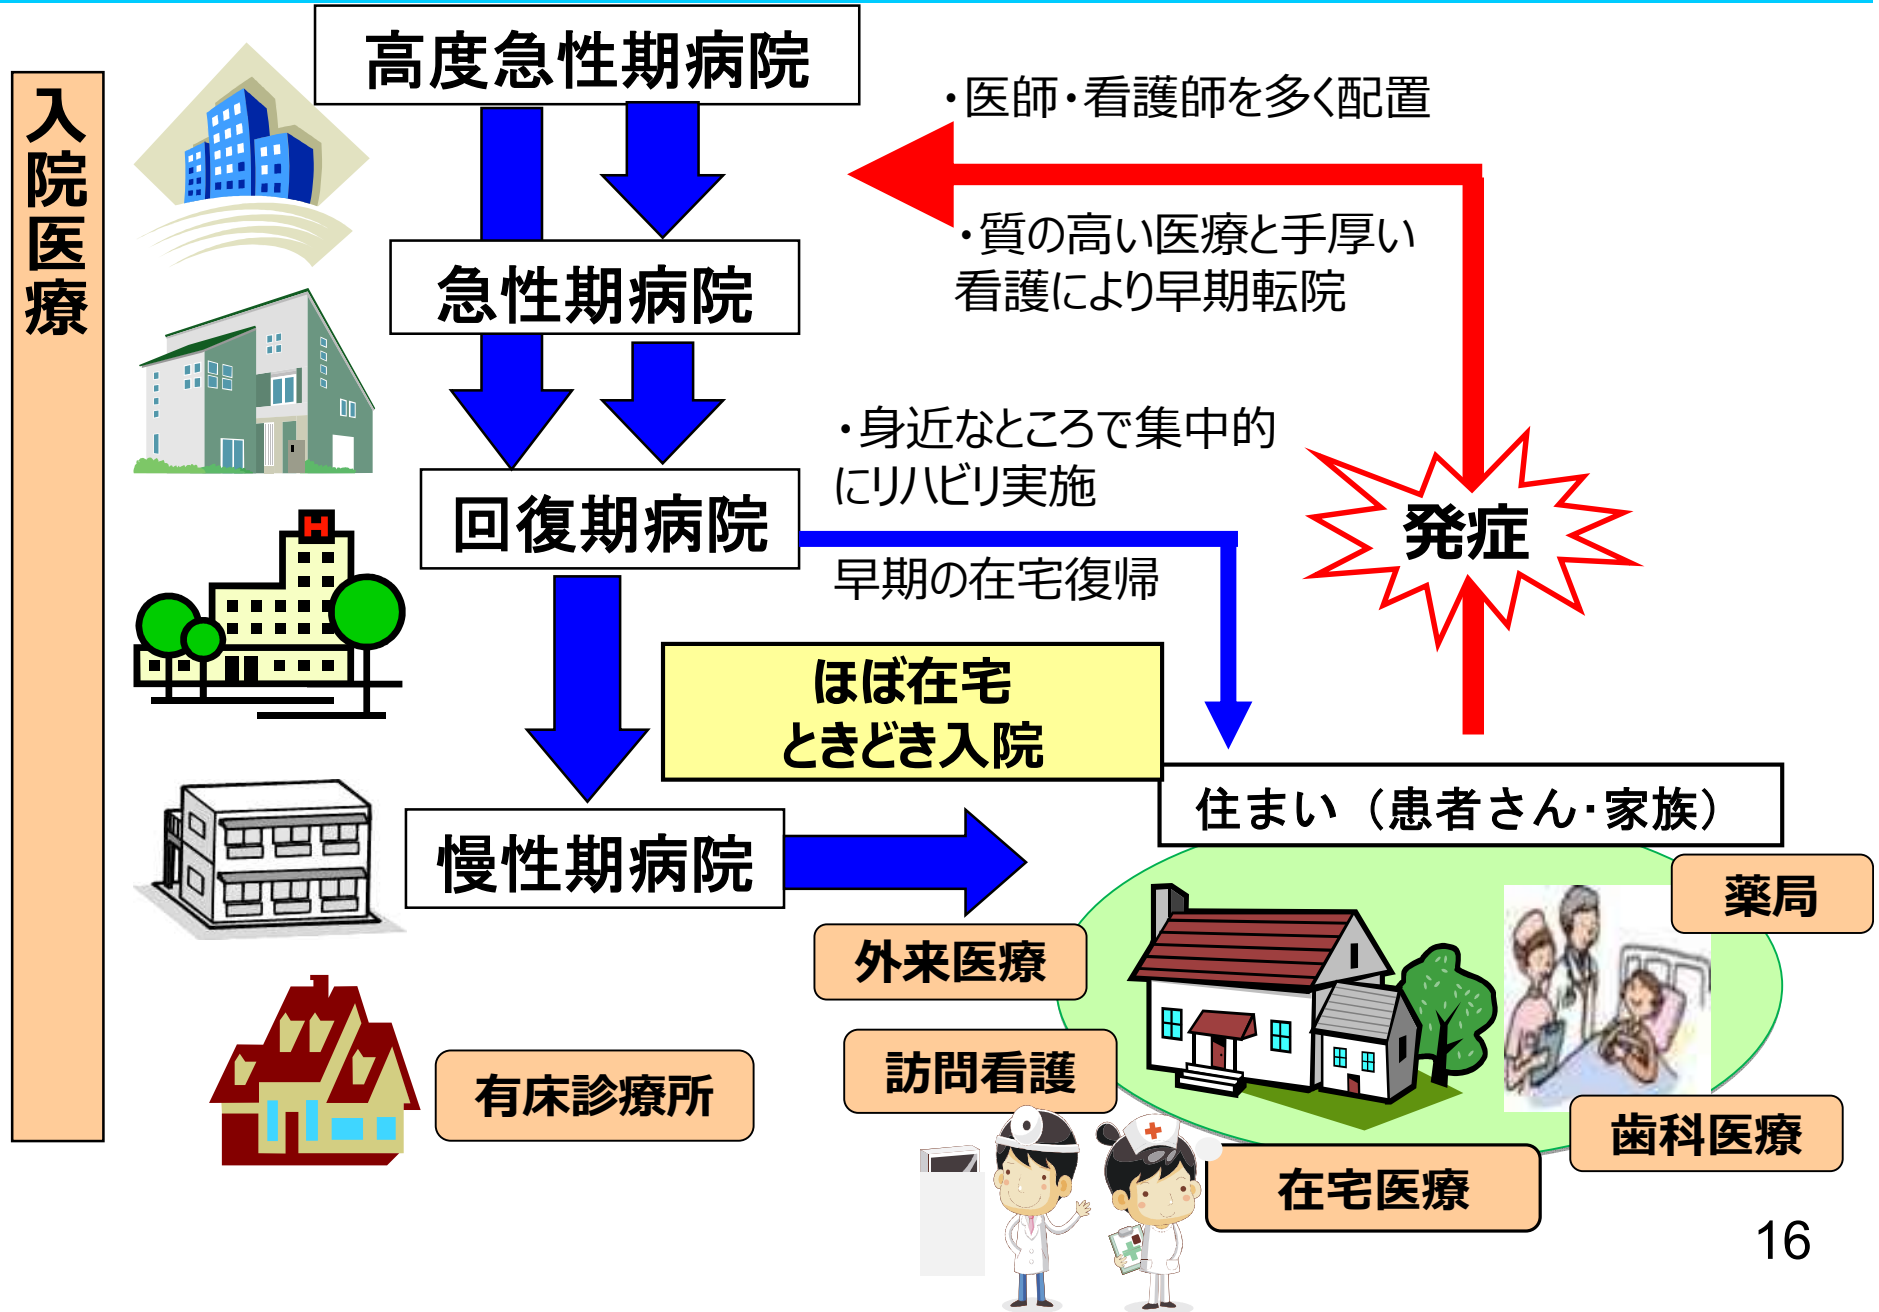 入院医療
高度急性期病院
・医師・看護師を多く配置
・質の高い医療と手厚い
看護により早期転院
急性期病院
・身近なところで集中的
にリハビリ実施
回復期病院
早期の在宅復帰
発症
ほぼ在宅
ときどき入院
住まい（患者さん・家族）
慢性期病院
薬局
外来医療
訪問看護
有床診療所
歯科医療
在宅医療
H
16